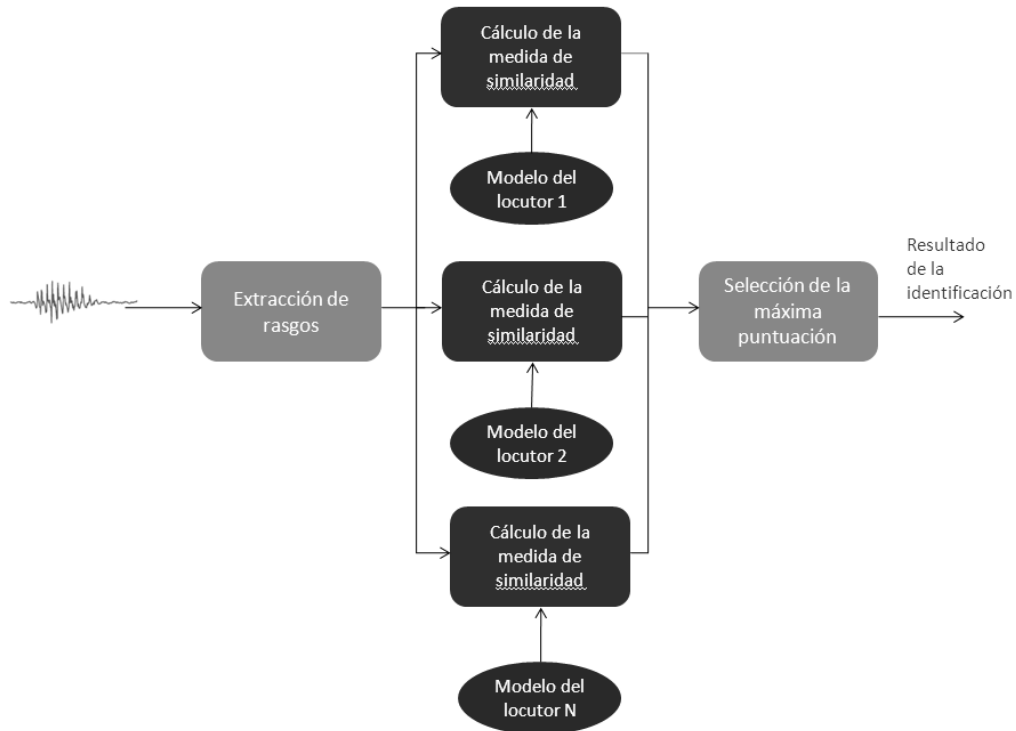 Cálculo de la
medida de
similaridad
Modelo del
locutor 1
Extracción de
rasgos
Cálculo de la
medida de
similaridad
Modelo del
locutor 2
Cálculo de la
medida de
similaridad
Modelo del
locutor N
Selección de la
máxima
puntuación
Resultado
de la
identificación